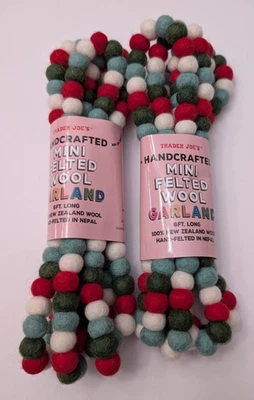 TRADER JOE'S
HANDCRAFTED
MINI
FELTED
WOOL
GARLAND
6FT. LONG
100% NEW ZEALAND WOOL
HAND-FELTED IN NEPAL
TRADER JOE'S
HANDCRAFTED
MINI
FELTED
WOOL
GARLAND
6FT. LONG
100% NEW ZEALAND WOOL
HAND-FELTED IN NEPAL